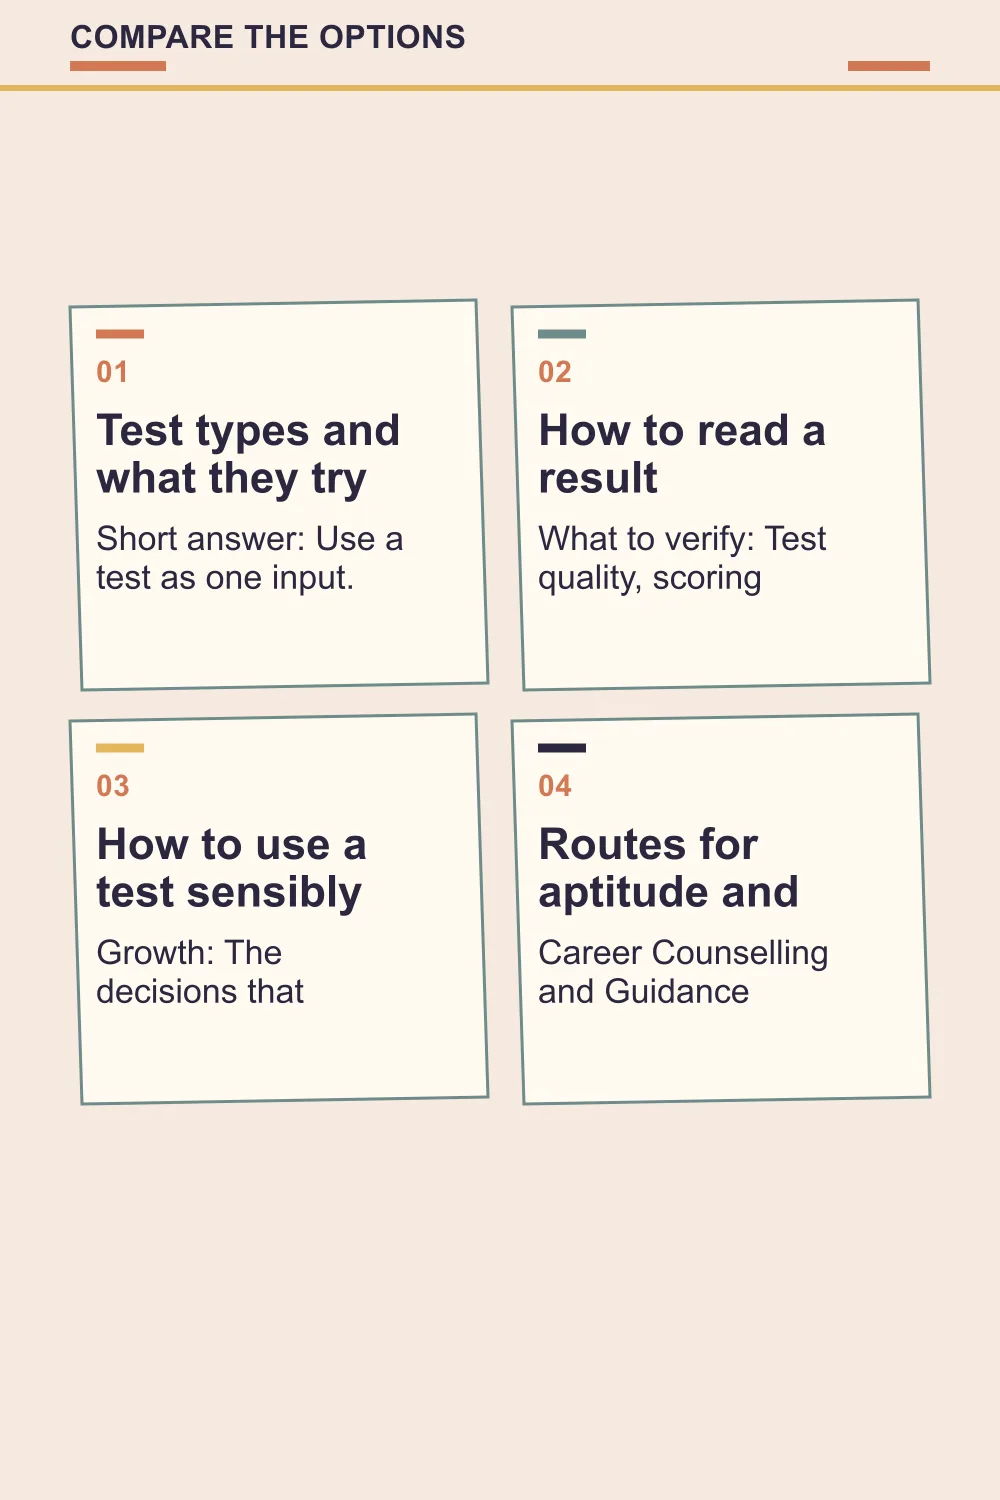 COMPARE THE OPTIONS
01
Test types and
what they try
Short answer: Use a
test as one input.
02
How to read a
result
What to verify: Test
quality, scoring
03
How to use a
test sensibly
Growth: The
decisions that
04
Routes for
aptitude and
Career Counselling
and Guidance